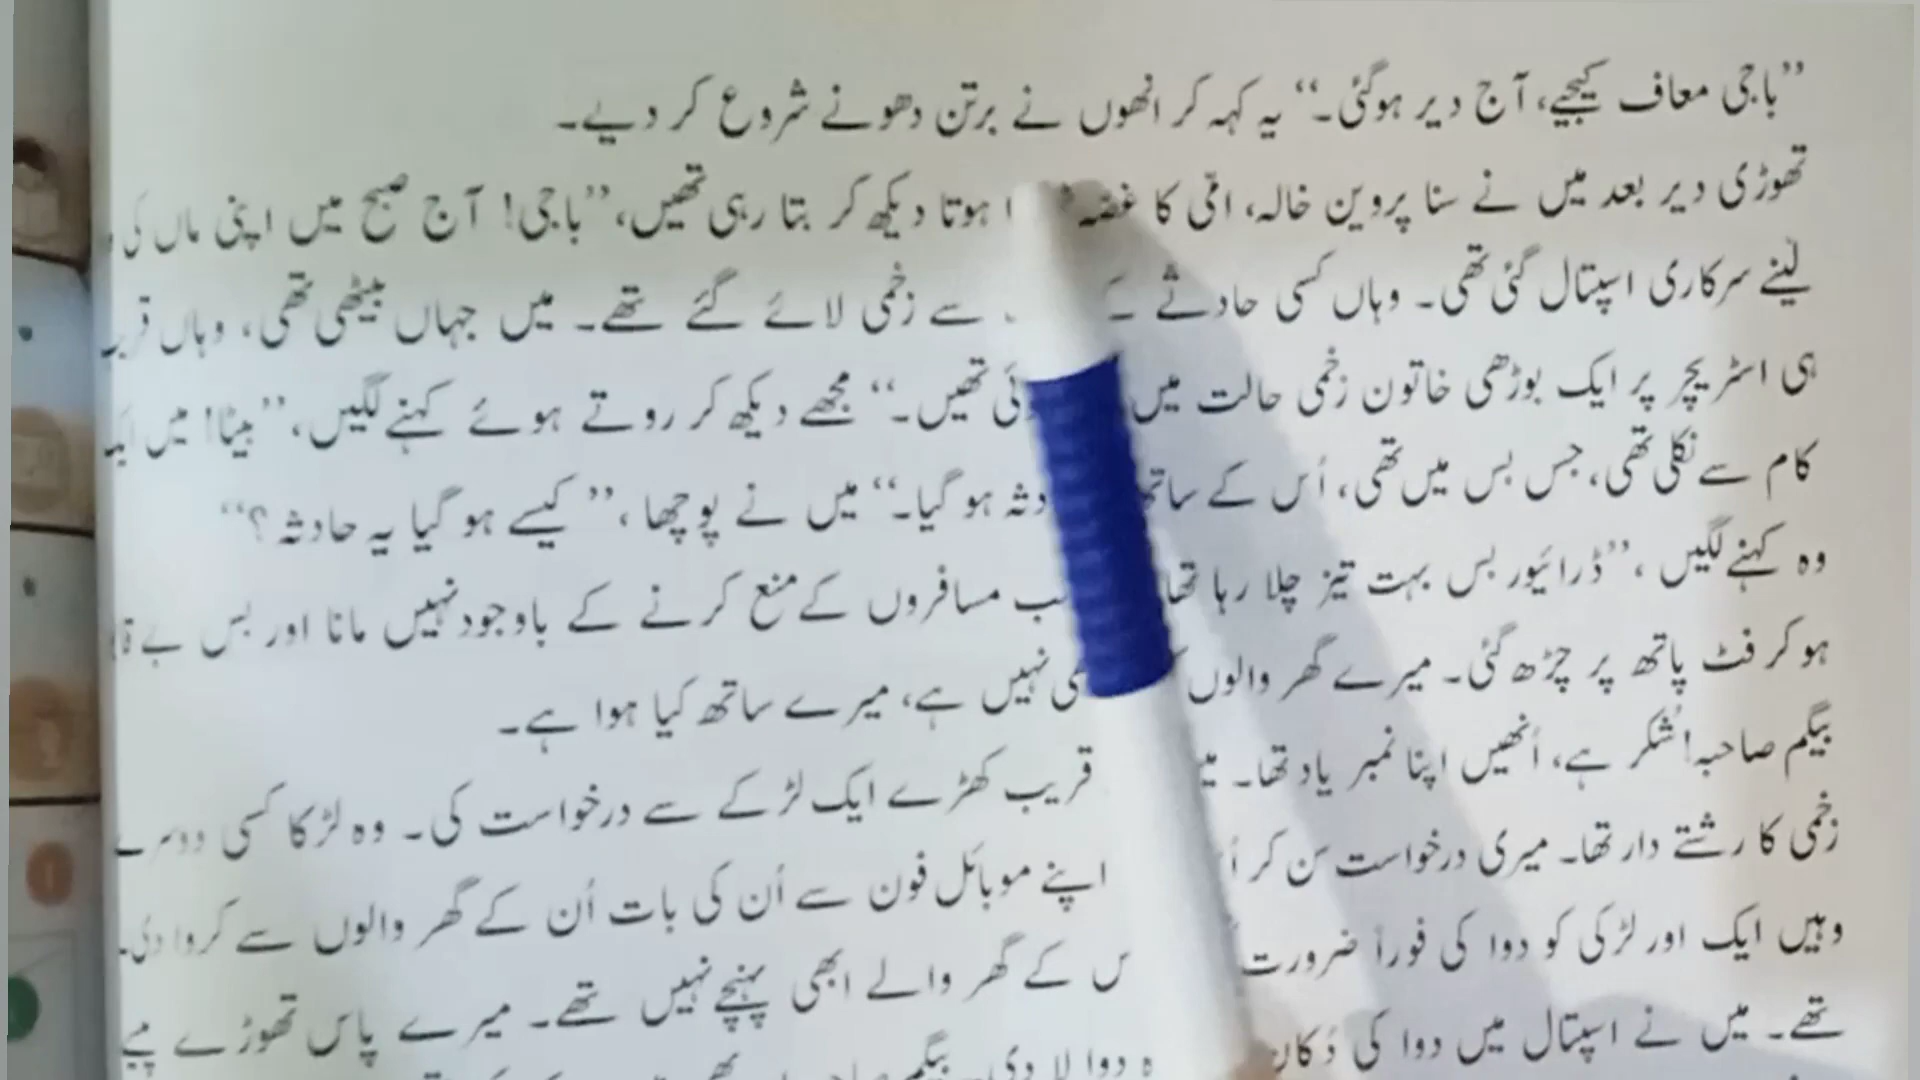 ”باجی معاف کیجیے، آج دیر ہوگئی۔“ یہ کہہ کر انھوں نے برتن دھونے شروع کر دیے۔
تھوڑی دیر بعد میں نے سنا پروین خالہ، امّی کا غصّہ ہوتا دیکھ کر بتا رہی تھیں، ”باجی! آج صبح میں اپنی ماں کی
لینے سرکاری اسپتال گئی تھی۔ وہاں کسی حادثے سے زخمی لائے گئے تھے۔ میں جہاں بیٹھی تھی، وہاں
ہی اسٹریچر پر ایک بوڑھی خاتون زخمی حالت میں تھیں۔“ مجھے دیکھ کر روتے ہوئے کہنے لگیں، ”بیٹا! میں
کام سے نکلی تھی، جس بس میں تھی، اُس کے ہو گیا۔“ میں نے پوچھا، ”کیسے ہو گیا یہ حادثہ؟“
وہ کہنے لگیں، ”ڈرائیور بس بہت تیز چلا رہا تھا مسافروں کے منع کرنے کے باوجود نہیں مانا اور بس
ہو کر فٹ پاتھ پر چڑھ گئی۔ میرے گھر والوں نہیں ہے، میرے ساتھ کیا ہوا ہے۔
بیگم صاحبہ! شکر ہے، اُنھیں اپنا نمبر یاد تھا۔ قریب کھڑے ایک لڑکے سے درخواست کی۔ وہ لڑکا کسی دوسرے
زخمی کا رشتے دار تھا۔ میری درخواست سن کر اپنے موبائل فون سے اُن کی بات اُن کے گھر والوں سے کروا دی۔
وہیں ایک اور لڑکی کو دوا کی فوراً ضرورت کے گھر والے ابھی پہنچے نہیں تھے۔ میرے پاس تھوڑے
تھے۔ میں نے اسپتال میں دوا کی دوا لا دی۔ بیگم